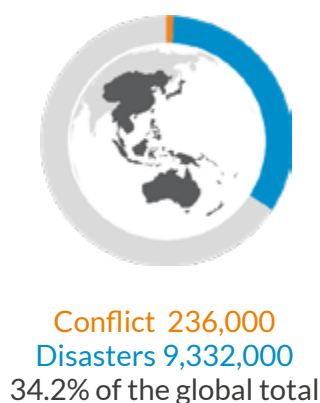 Conflict 236,000
Disasters 9,332,000
34.2% of the global total